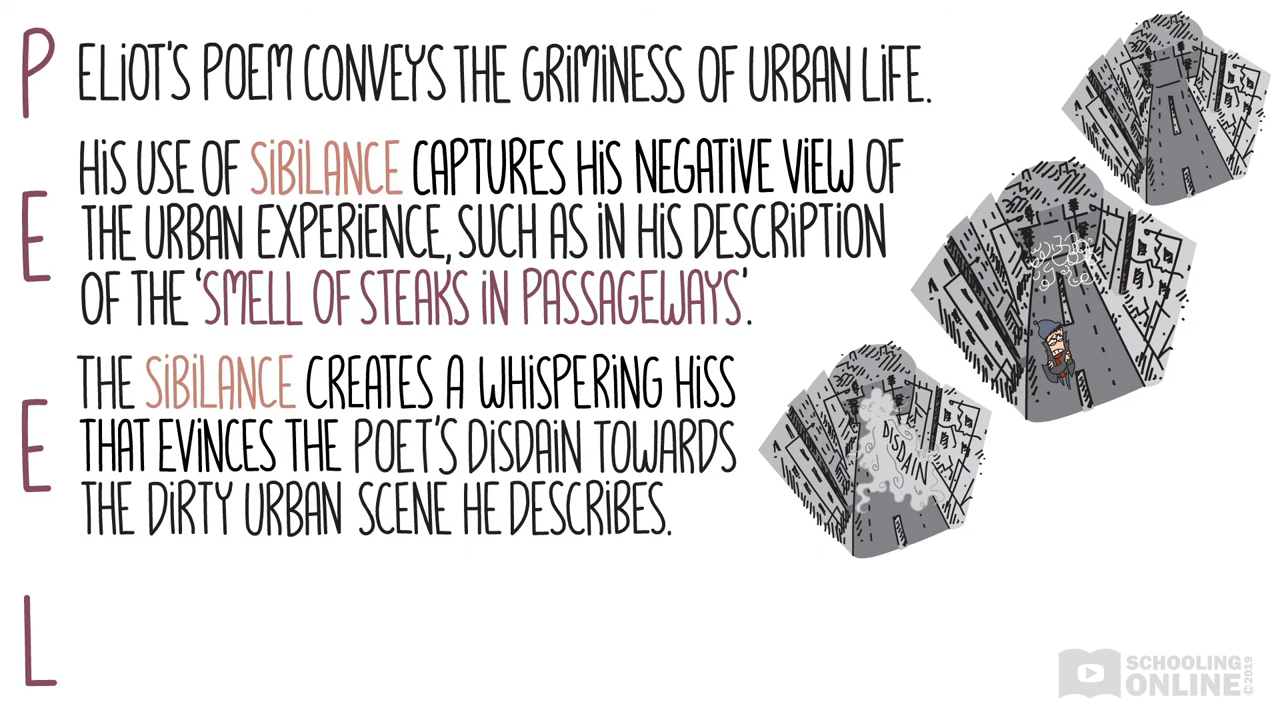 P ELIOT'S POEM CONVEYS THE GRIMINESS OF URBAN LIFE.
HIS USE OF SIBILANCE CAPTURES HIS NEGATIVE VIEW OF
E THE URBAN EXPERIENCE, SUCH AS IN HIS DESCRIPTION
OF THE 'SMELL OF STEAKS IN PASSAGEWAYS'.
THE SIBILANCE CREATES A WHISPERING HISS
E THAT EVINCES THE POET'S DISDAIN TOWARDS
THE DIRTY URBAN SCENE HE DESCRIBES.
DISDAIN
L
SCHOOLING
ONLINE ©2019